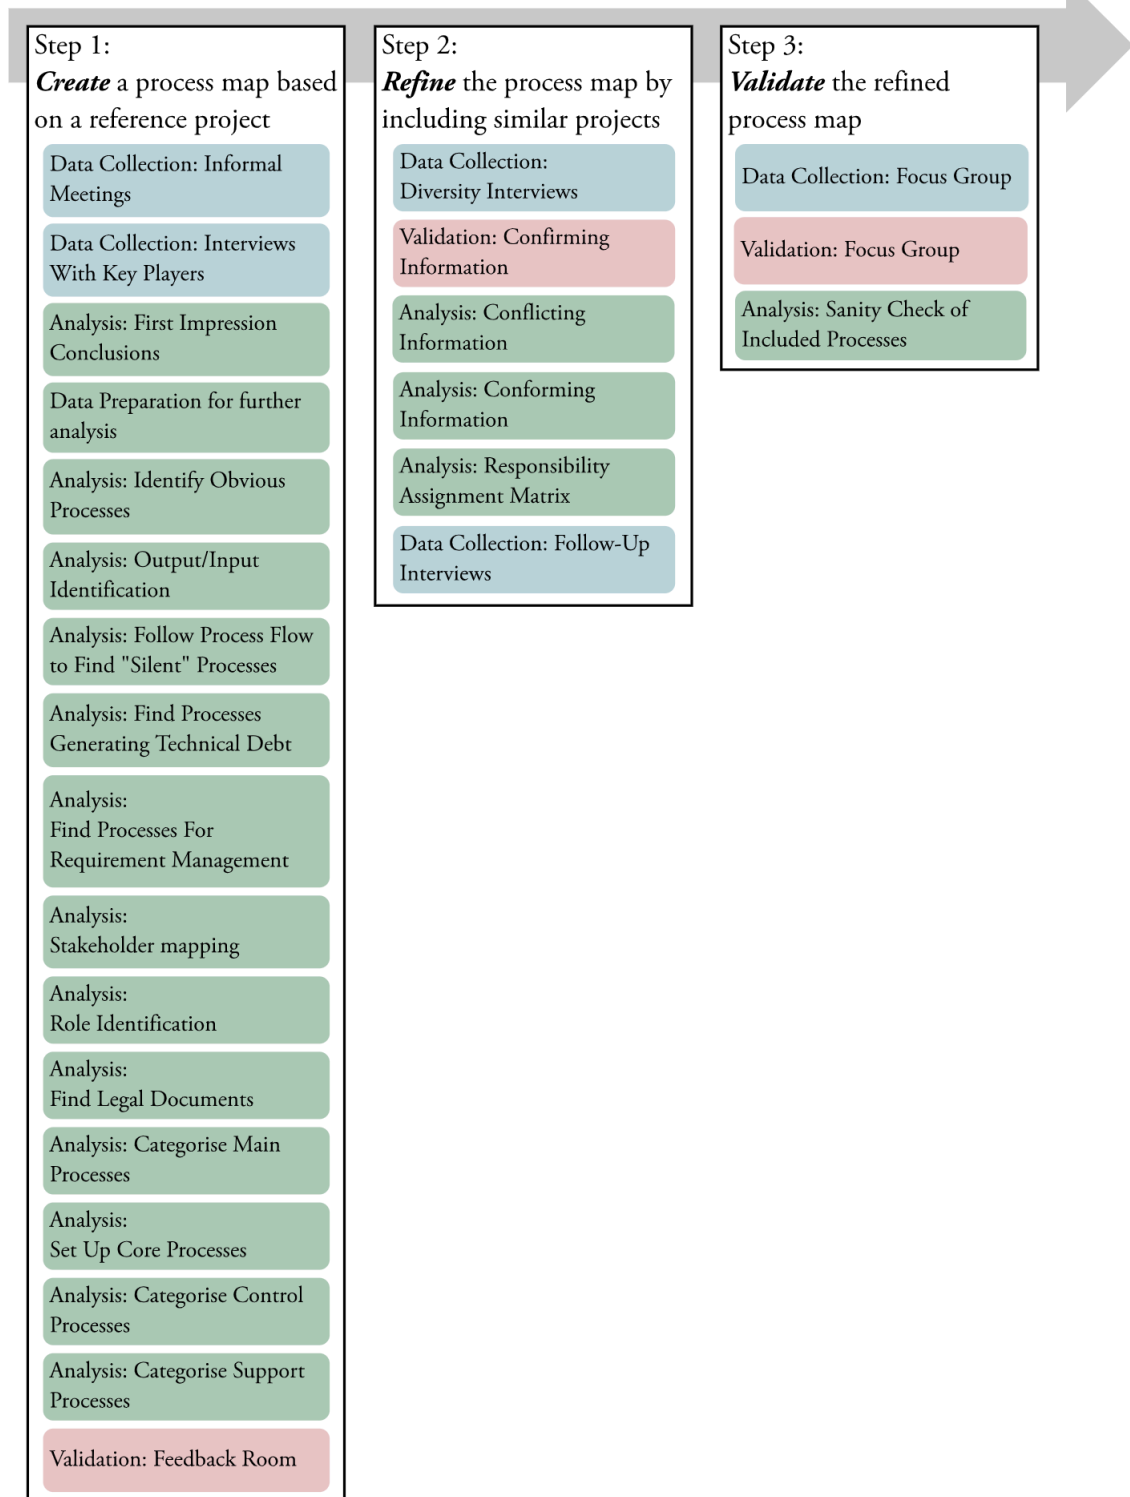 Step 1:
Create a process map based
on a reference project
Data Collection: Informal
Meetings
Data Collection: Interviews
With Key Players
Analysis: First Impression
Conclusions
Data Preparation for further
analysis
Analysis: Identify Obvious
Processes
Analysis: Output/Input
Identification
Analysis: Follow Process Flow
to Find "Silent" Processes
Analysis: Find Processes
Generating Technical Debt
Analysis:
Find Processes For
Requirement Management
Analysis:
Stakeholder mapping
Analysis:
Role Identification
Analysis:
Find Legal Documents
Analysis: Categorise Main
Processes
Analysis:
Set Up Core Processes
Analysis: Categorise Control
Processes
Analysis: Categorise Support
Processes
Validation: Feedback Room
Step 2:
Refine the process map by
including similar projects
Data Collection:
Diversity Interviews
Validation: Confirming
Information
Analysis: Conflicting
Information
Analysis: Conforming
Information
Analysis: Responsibility
Assignment Matrix
Data Collection: Follow-Up
Interviews
Step 3:
Validate the refined
process map
Data Collection: Focus Group
Validation: Focus Group
Analysis: Sanity Check of
Included Processes